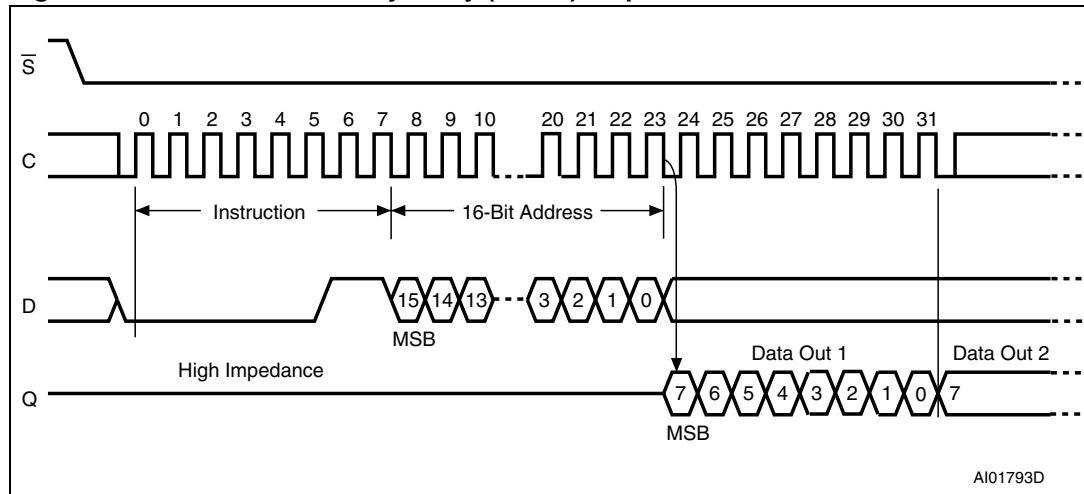 S
0 1 2 3 4 5 6 7 8 9 10 20 21 22 23 24 25 26 27 28 29 30 31
C
Instruction 16-Bit Address
D 15 14 13 3 2 1 0
MSB
High Impedance Data Out 1 Data Out 2
Q 7 6 5 4 3 2 1 0 7
MSB
AI01793D